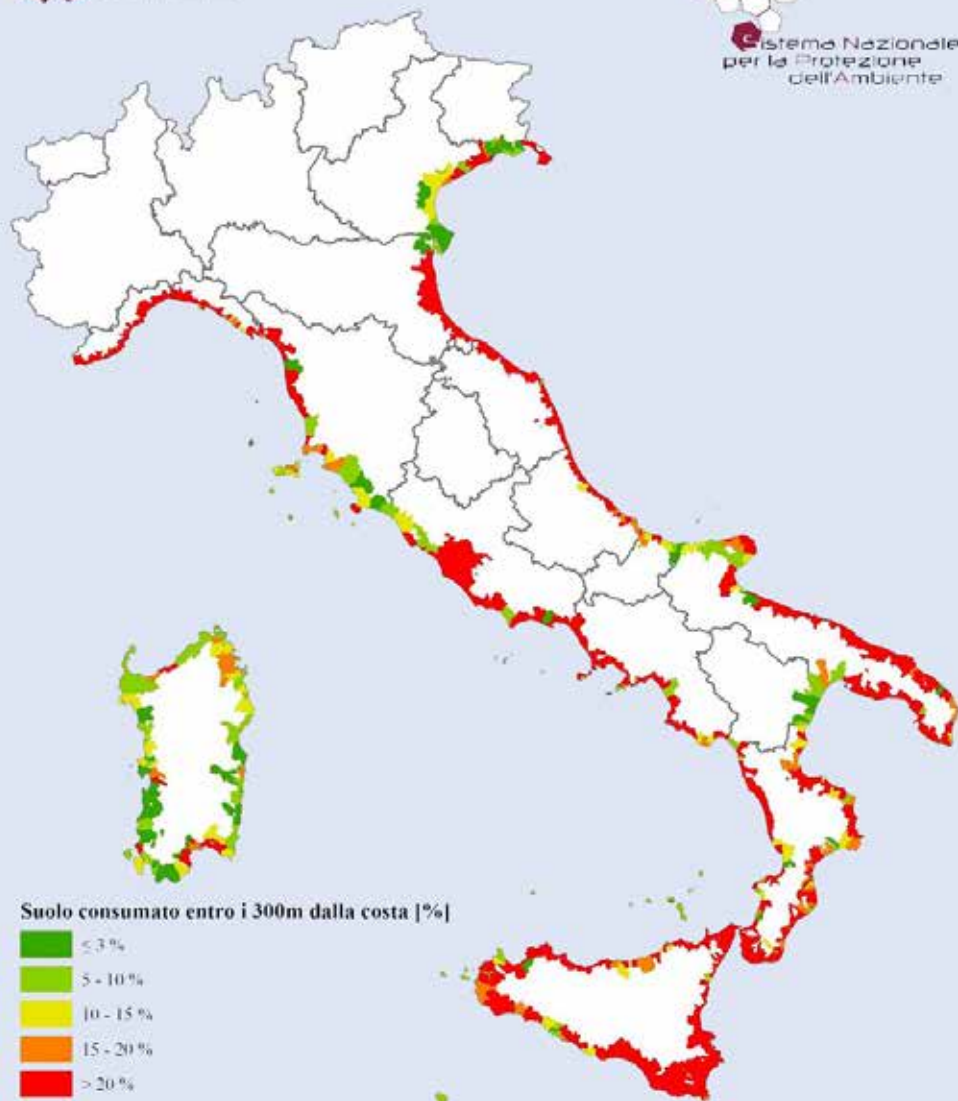 Sistema Nazionale
per la Protezione
dell'Ambiente
Suolo consumato entro i 300m dalla costa [%]
≤ 3 %
5 - 10 %
10 - 15 %
15 - 20 %
> 20 %